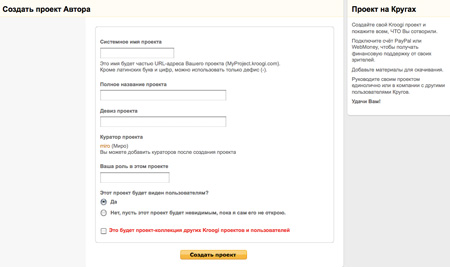 Создать проект Автора
Системное имя проекта
Это имя будет частью URL-адреса Вашего проекта (MyProject.kroogi.com).
Кроме латинских букв и цифр, можно использовать только дефис (-).
Полное название проекта
Девиз проекта
Куратор проекта
miro (Миро)
Вы можете добавить кураторов после создания проекта
Ваша роль в этом проекте
Этот проект будет виден пользователям?
Да
Нет, пусть этот проект будет невидимым, пока я сам его не открою.
Это будет проект-коллекция других Kroogi проектов и пользователей
Создать проект
Проект на Кругах
Создайте свой Kroogi проект и
покажите всем, ЧТО Вы сотворили.
Подключите счёт PayPal или
WebMoney, чтобы получать
финансовую поддержку от своих
зрителей.
Добавьте материалы для скачивания.
Руководите своим проектом
единолично или в компании с другими
пользователями Кругов.
Удачи Вам!